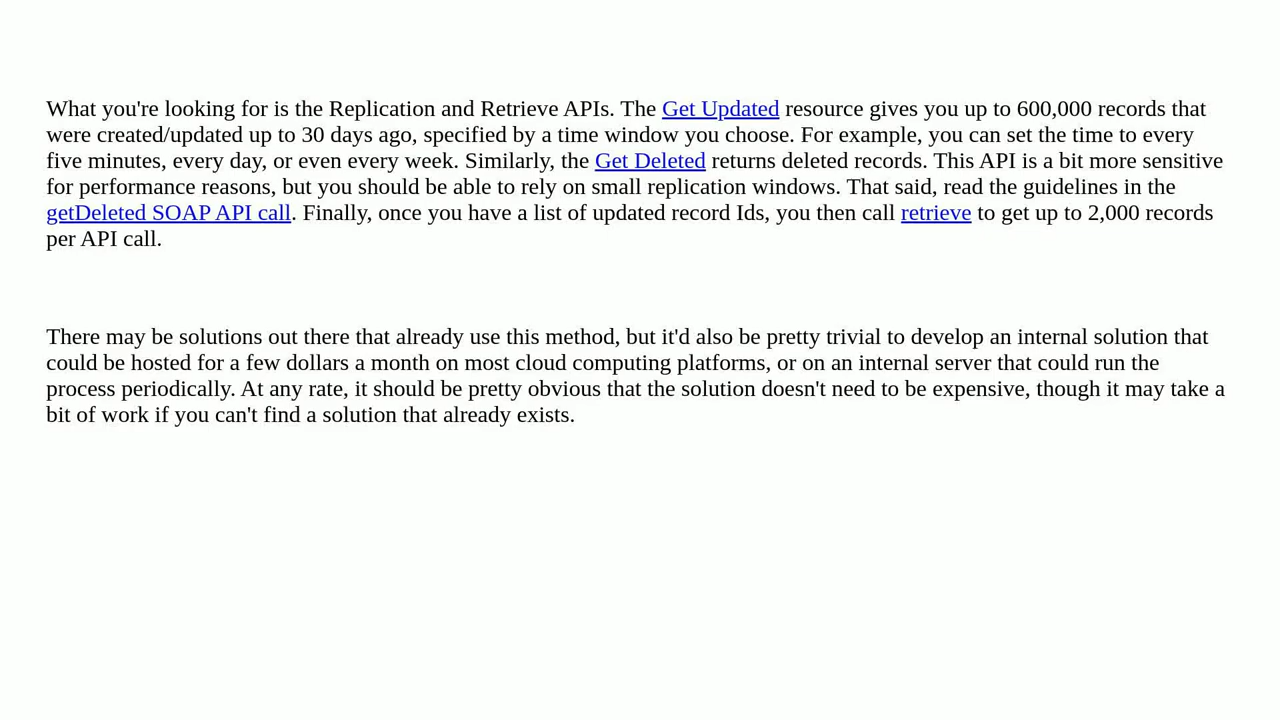 What you're looking for is the Replication and Retrieve APIs. The Get Updated resource gives you up to 600,000 records that
were created/updated up to 30 days ago, specified by a time window you choose. For example, you can set the time to every
five minutes, every day, or even every week. Similarly, the Get Deleted returns deleted records. This API is a bit more sensitive
for performance reasons, but you should be able to rely on small replication windows. That said, read the guidelines in the
getDeleted SOAP API call. Finally, once you have a list of updated record Ids, you then call retrieve to get up to 2,000 records
per API call.
There may be solutions out there that already use this method, but it'd also be pretty trivial to develop an internal solution that
could be hosted for a few dollars a month on most cloud computing platforms, or on an internal server that could run the
process periodically. At any rate, it should be pretty obvious that the solution doesn't need to be expensive, though it may take a
bit of work if you can't find a solution that already exists.